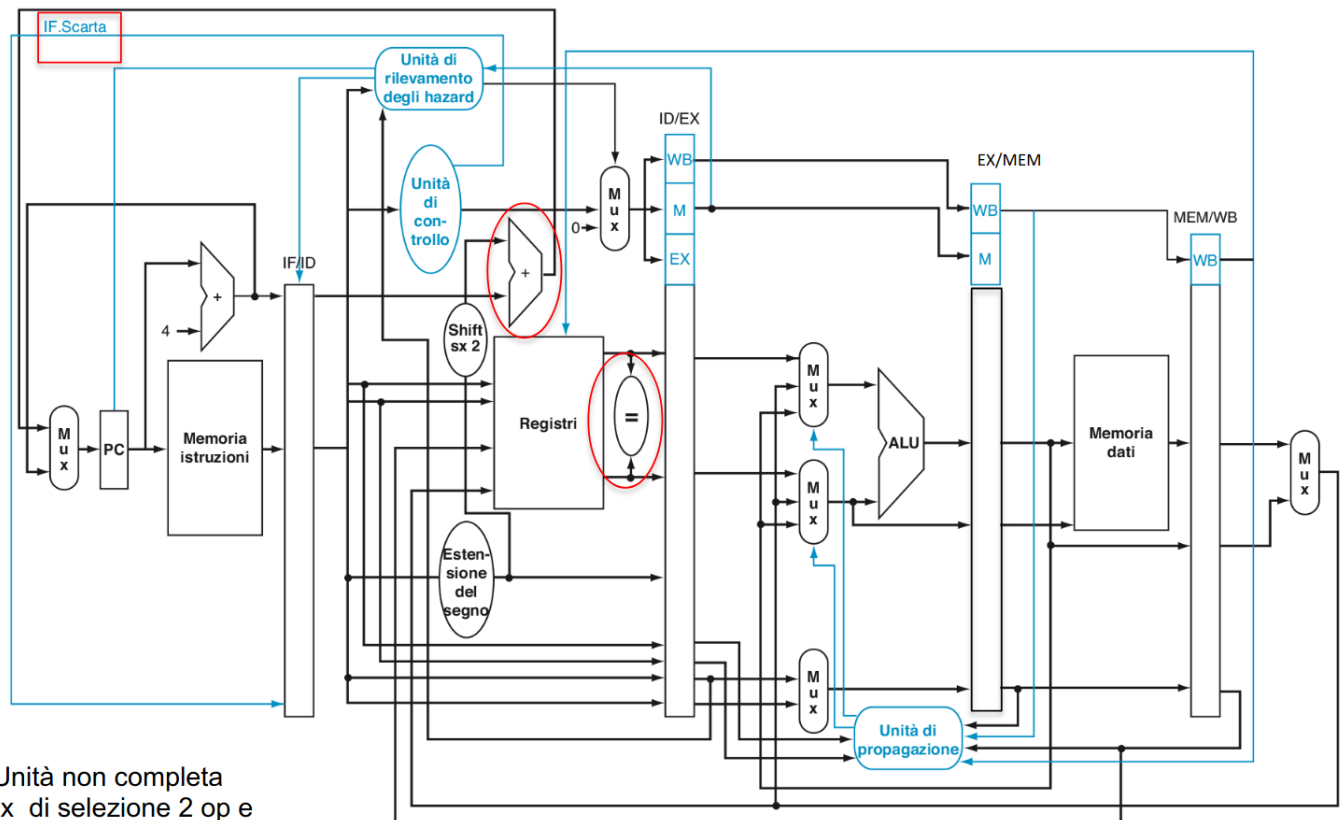 IF.Scarta
Unità di
rilevamento
degli hazard
ID/EX
WB
M
EX
EX/MEM
WB
M
MEM/WB
WB
Unità
di
con-
trollo
M
u
x
0
+
IF/ID
+
4
Shift
sx 2
M
u
x
PC
Memoria
istruzioni
Registri
=
M
u
x
M
u
x
ALU
Memoria
dati
M
u
x
Esten-
sione
del
segno
M
u
x
Unità di
propagazione
Unità non completa
x di selezione 2 op e